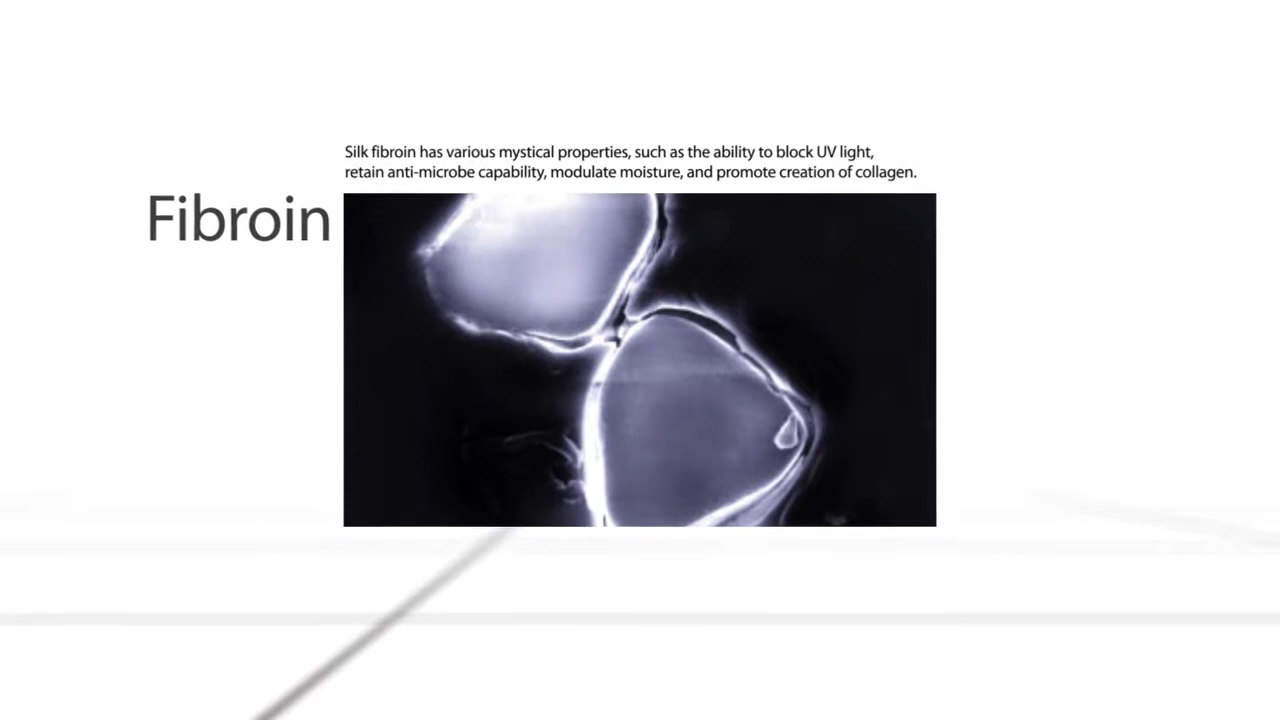 Silk fibroin has various mystical properties, such as the ability to block UV light,
retain anti-microbe capability, modulate moisture, and promote creation of collagen.
Fibroin